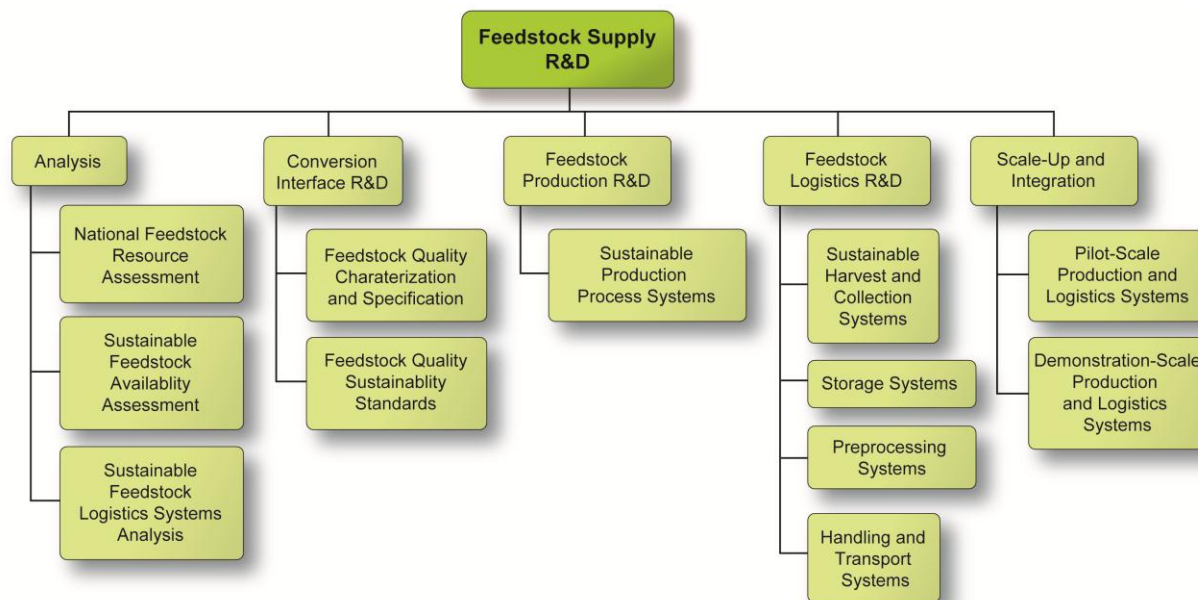 Feedstock Supply
R&D
Analysis
National Feedstock
Resource
Assessment
Sustainable
Feedstock
Availablity
Assessment
Sustainable
Feedstock
Logistics Systems
Analysis
Conversion
Interface R&D
Feedstock Quality
Charaterization
and Specification
Feedstock Quality
Sustainablity
Standards
Feedstock
Production R&D
Sustainable
Production
Process Systems
Feedstock
Logistics R&D
Sustainable
Harvest and
Collection
Systems
Storage Systems
Preprocessing
Systems
Handling and
Transport
Systems
Scale-Up and
Integration
Pilot-Scale
Production and
Logistics Systems
Demonstration-Scale
Production
and Logistics
Systems